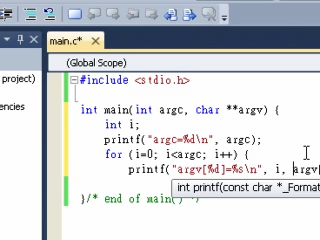 main.c*
project)
encies
(Global Scope)
#include <stdio.h>
int main(int argc, char **argv) {
int i;
printf("argc=%d\n", argc);
for (i=0; i<argc; i++) {
printf("argv[%d]=%s\n", i, argv
int printf(const char *_Format
}/* end of main() */